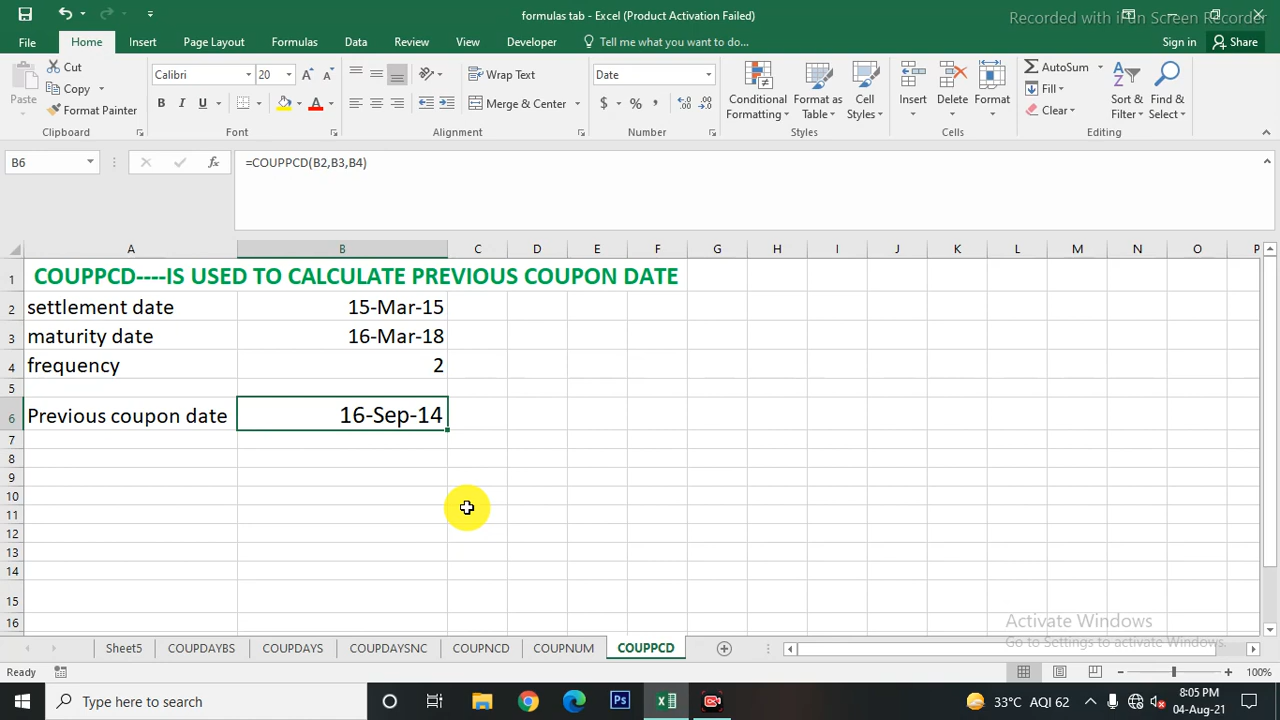 formulas tab - Excel (Product Activation Failed)
Recorded with iFun Screen Recorder
File Home Insert Page Layout Formulas Data Review View Developer Tell me what you want to do... Sign in Share
Paste
Cut
Copy
Format Painter
Clipboard
Calibri 20
B I U
Font
Wrap Text
Merge & Center
Alignment
Date
$ % ,
Number
Conditional Formatting
Format as Table
Cell Styles
Styles
Insert
Delete
Format
Cells
AutoSum
Fill
Clear
Sort & Filter
Find & Select
Editing
B6 fx =COUPPCD(B2,B3,B4)
A B C D E F G H I J K L M N O P
1 COUPPCD----IS USED TO CALCULATE PREVIOUS COUPON DATE
2 settlement date 15-Mar-15
3 maturity date 16-Mar-18
4 frequency 2
5
6 Previous coupon date 16-Sep-14
7
8
9
10
11
12
13
14
15
16
Activate Windows
Go to Settings to activate Windows.
Sheet5 COUPDAYBS COUPDAYS COUPDAYSNC COUPNCD COUPNUM COUPPCD
Ready 100%
Type here to search
Ps
33°C AQI 62
8:05 PM
04-Aug-21